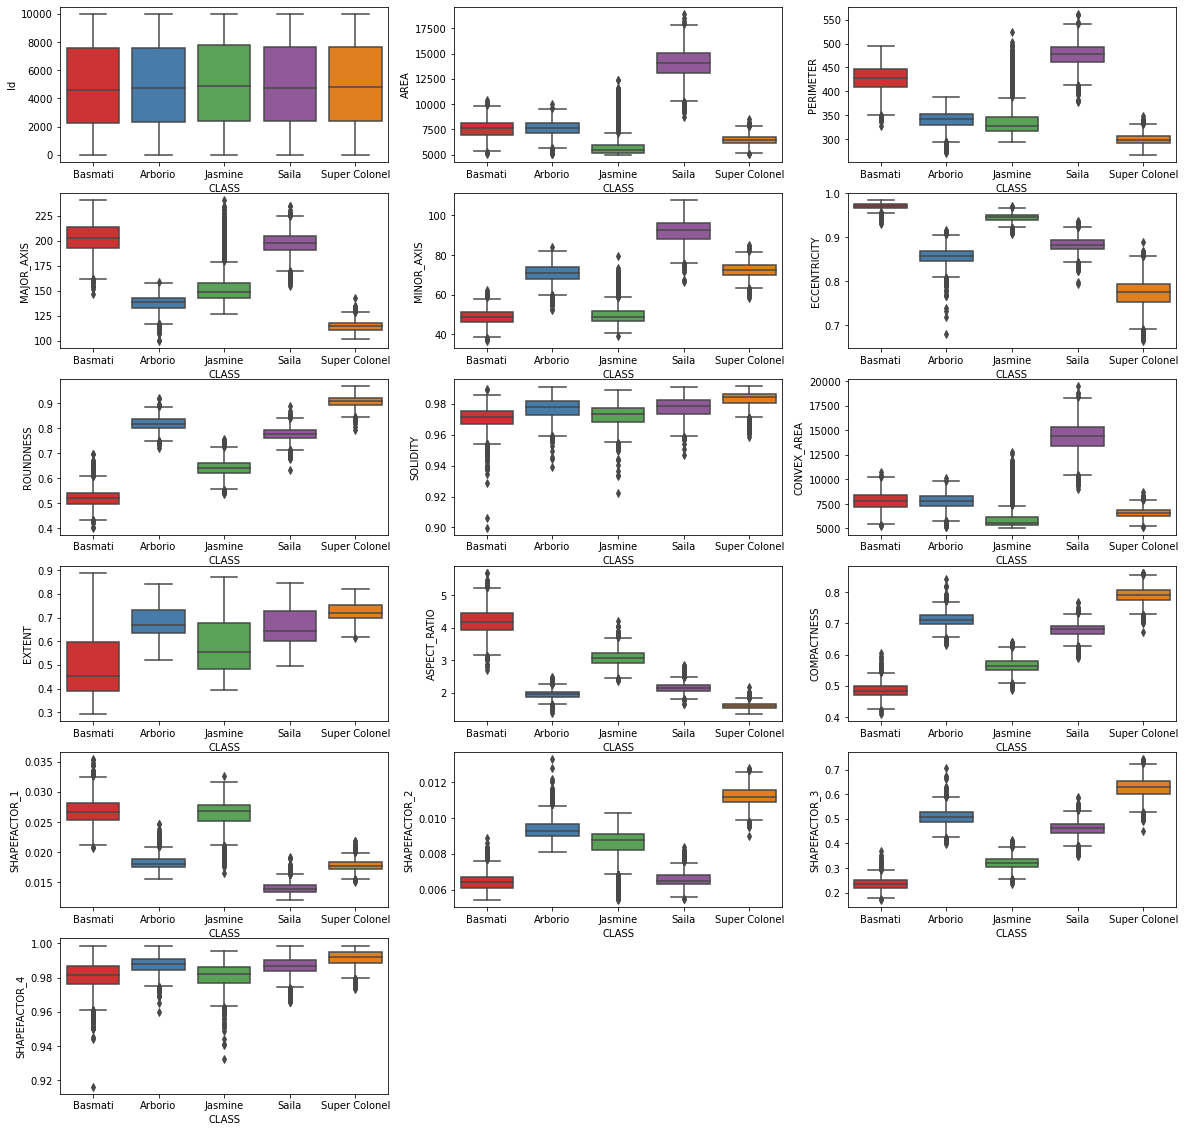 10000
8000
6000
4000
2000
0
Id
Basmati Arborio Jasmine Saila Super Colonel
CLASS
17500
15000
12500
10000
7500
5000
AREA
Basmati Arborio Jasmine Saila Super Colonel
CLASS
550
500
450
400
350
300
PERIMETER
Basmati Arborio Jasmine Saila Super Colonel
CLASS
225
200
175
150
125
100
MAJOR_AXIS
Basmati Arborio Jasmine Saila Super Colonel
CLASS
100
80
60
40
MINOR_AXIS
Basmati Arborio Jasmine Saila Super Colonel
CLASS
1.0
0.9
0.8
0.7
ECCENTRICITY
Basmati Arborio Jasmine Saila Super Colonel
CLASS
0.9
0.8
0.7
0.6
0.5
0.4
ROUNDNESS
Basmati Arborio Jasmine Saila Super Colonel
CLASS
0.98
0.96
0.94
0.92
0.90
SOLIDITY
Basmati Arborio Jasmine Saila Super Colonel
CLASS
20000
17500
15000
12500
10000
7500
5000
CONVEX_AREA
Basmati Arborio Jasmine Saila Super Colonel
CLASS
0.9
0.8
0.7
0.6
0.5
0.4
0.3
EXTENT
Basmati Arborio Jasmine Saila Super Colonel
CLASS
5
4
3
2
ASPECT_RATIO
Basmati Arborio Jasmine Saila Super Colonel
CLASS
0.8
0.7
0.6
0.5
0.4
COMPACTNESS
Basmati Arborio Jasmine Saila Super Colonel
CLASS
0.035
0.030
0.025
0.020
0.015
SHAPEFACTOR_1
Basmati Arborio Jasmine Saila Super Colonel
CLASS
0.012
0.010
0.008
0.006
SHAPEFACTOR_2
Basmati Arborio Jasmine Saila Super Colonel
CLASS
0.7
0.6
0.5
0.4
0.3
0.2
SHAPEFACTOR_3
Basmati Arborio Jasmine Saila Super Colonel
CLASS
1.00
0.98
0.96
0.94
0.92
SHAPEFACTOR_4
Basmati Arborio Jasmine Saila Super Colonel
CLASS